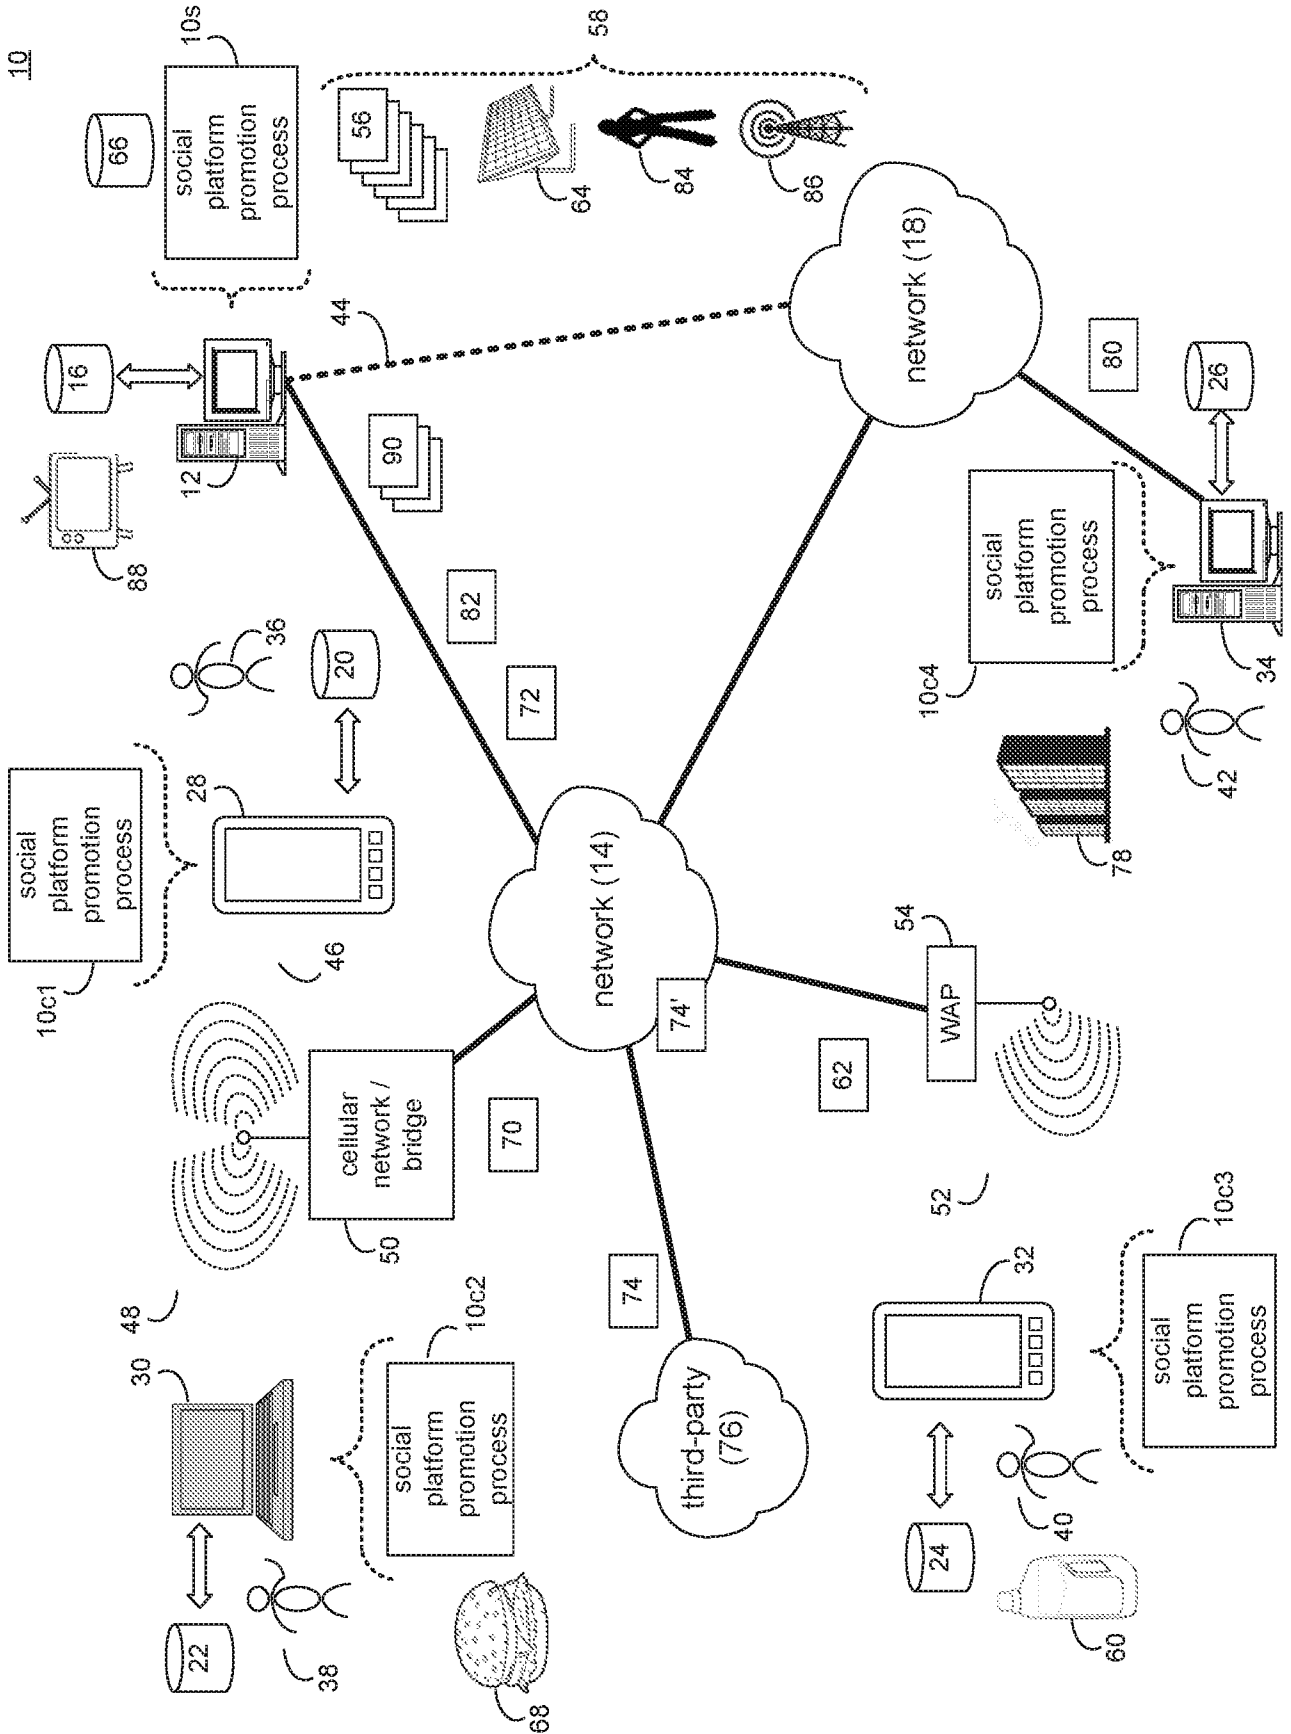 10
66
social
platform
promotion
process
10s
16
12
88
44
56
58
64
84
86
90
82
72
36
20
social
platform
promotion
process
10c1
28
46
cellular
network /
bridge
50
70
48
30
22
38
social
platform
promotion
process
10c2
68
network (14)
74'
74
third-party
(76)
network (18)
80
26
34
42
social
platform
promotion
process
10c4
78
62
WAP
54
52
32
24
40
60
social
platform
promotion
process
10c3